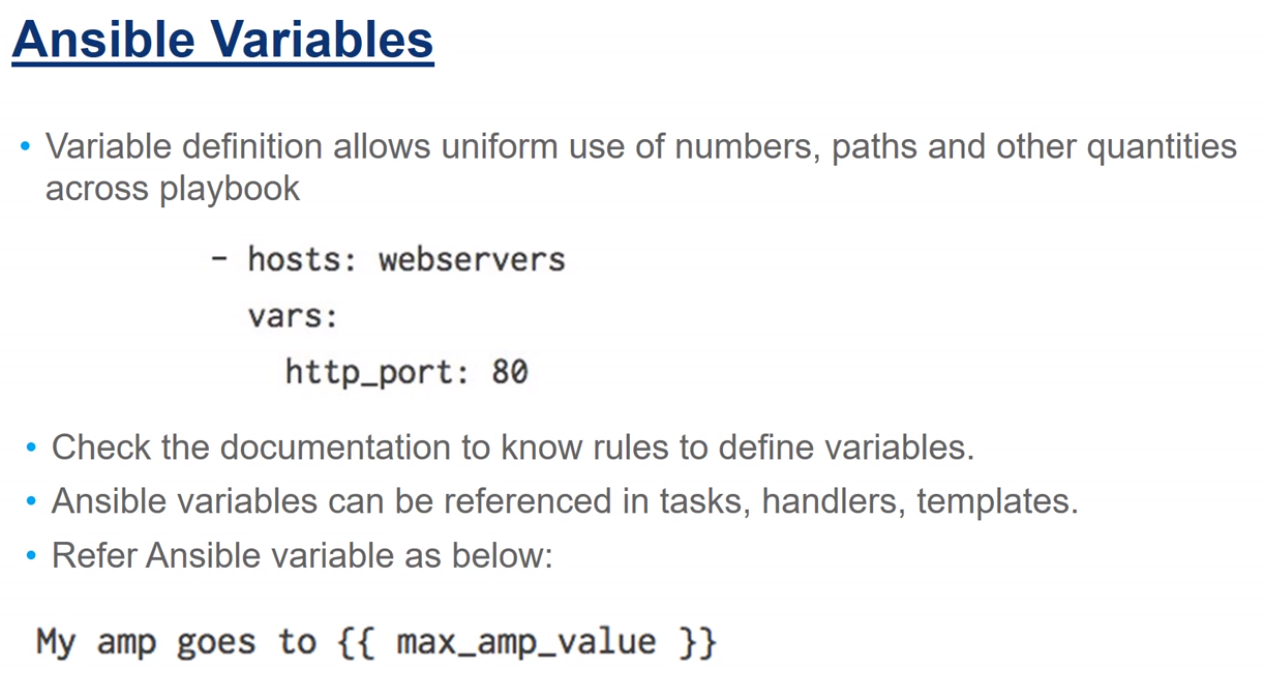 Ansible Variables
• Variable definition allows uniform use of numbers, paths and other quantities
across playbook
- hosts: webservers
vars:
http_port: 80
• Check the documentation to know rules to define variables.
• Ansible variables can be referenced in tasks, handlers, templates.
• Refer Ansible variable as below:
My amp goes to {{ max_amp_value }}